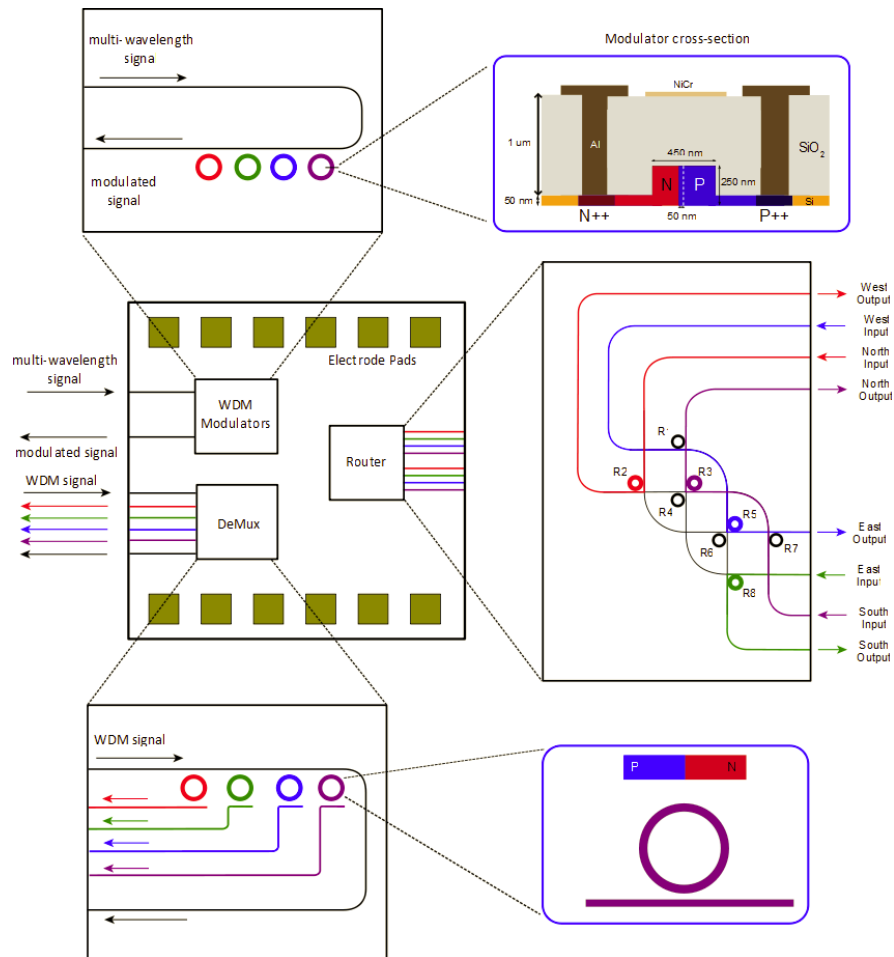 multi-wavelength
signa
modulated
signal
Modulator cross-section
NiCr
1 um
Al
450 nm
SiO2
N
P
250 nm
50 nm
Si
N++
50 nm
P++
West
Output
West
Input
North
Input
North
Output
East
Output
East
Input
South
Input
South
Output
R'
R2
R3
R4
R5
R6
R7
R8
Electrode Pads
multi-wavelength
signal
modulated signal
WDM signal
WDM
Modulators
Router
DeMux
WDM signal
P
N